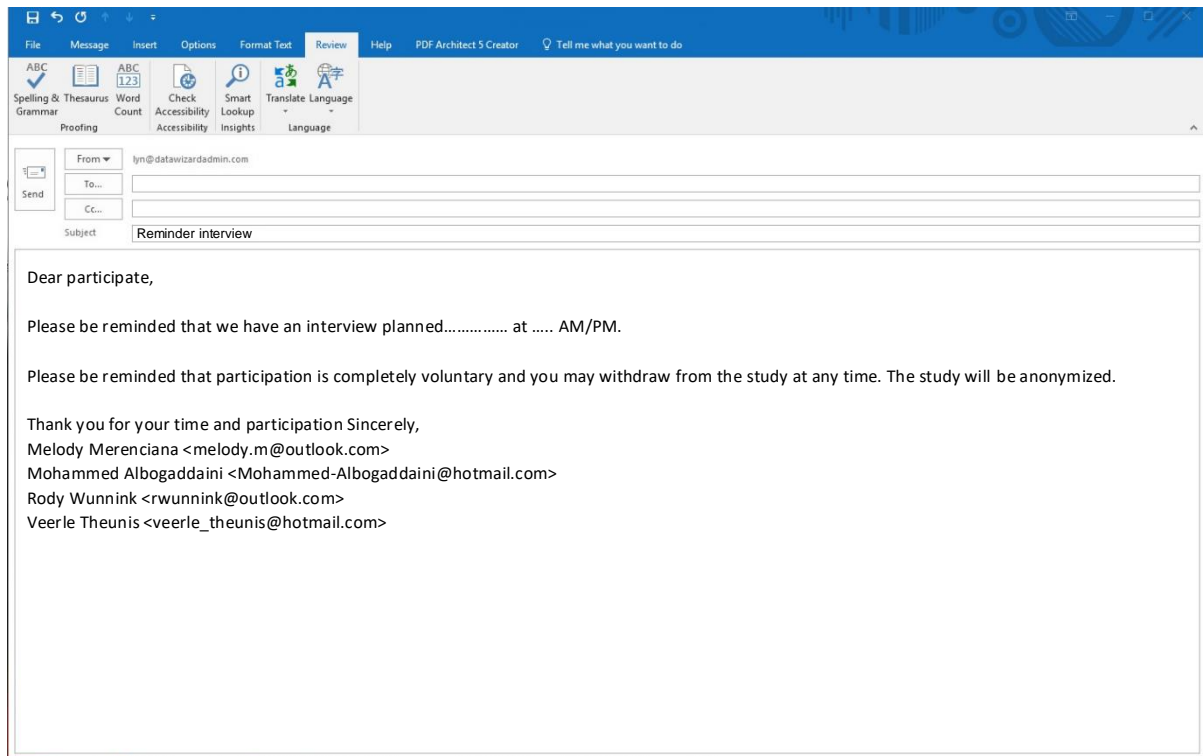 File Message Insert Options Format Text Review Help PDF Architect 5 Creator Tell me what you want to do
ABC
ABC
123
a あ
A字
Spelling & Grammar
Thesaurus
Word Count
Check Accessibility
Smart Lookup
Translate
Language
Proofing Accessibility Insights Language
From lyn@datawizardadmin.com
Send
To...
Cc...
Subject Reminder interview
Dear participate,
Please be reminded that we have an interview planned…………… at ….. AM/PM.
Please be reminded that participation is completely voluntary and you may withdraw from the study at any time. The study will be anonymized.
Thank you for your time and participation Sincerely,
Melody Merenciana <melody.m@outlook.com>
Mohammed Albogaddaini <Mohammed-Albogaddaini@hotmail.com>
Rody Wunnink <rwunnink@outlook.com>
Veerle Theunis <veerle_theunis@hotmail.com>